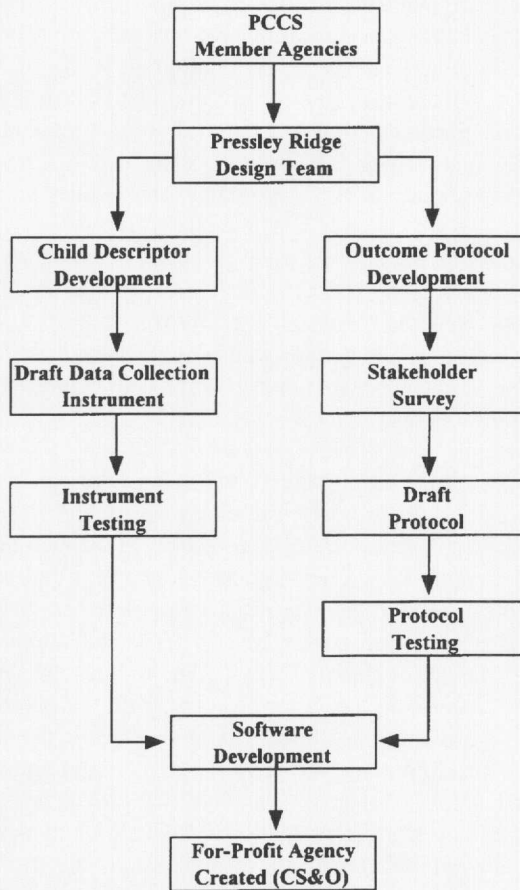 PCCS
Member Agencies
Pressley Ridge
Design Team
Child Descriptor
Development
Outcome Protocol
Development
Draft Data Collection
Instrument
Stakeholder
Survey
Instrument
Testing
Draft
Protocol
Protocol
Testing
Software
Development
For-Profit Agency
Created (CS&O)